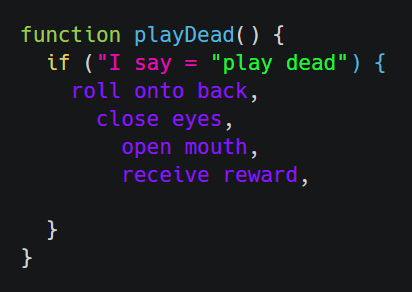 function playDead() {
if ("I say = "play dead") {
roll onto back,
close eyes,
open mouth,
receive reward,
}
}